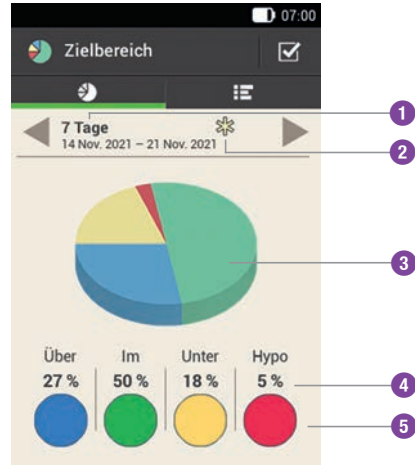 07:00
Zielbereich
7 Tage
14 Nov. 2021 – 21 Nov. 2021
Über Im Unter Hypo
27 % 50 % 18 % 5 %
1
2
3
4
5